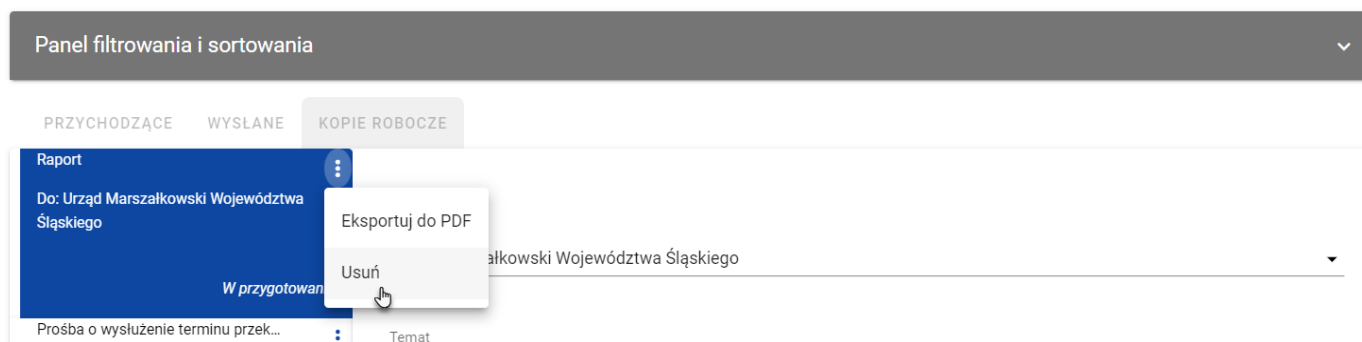 Panel filtrowania i sortowania
PRZYCHODZĄCE WYSŁANE KOPIE ROBOCZE
Raport
Do: Urząd Marszałkowski Województwa
Śląskiego
W przygotowan
Eksportuj do PDF
Usuń
ałkowski Województwa Śląskiego
Prośba o wysłużenie terminu przek...
Temat